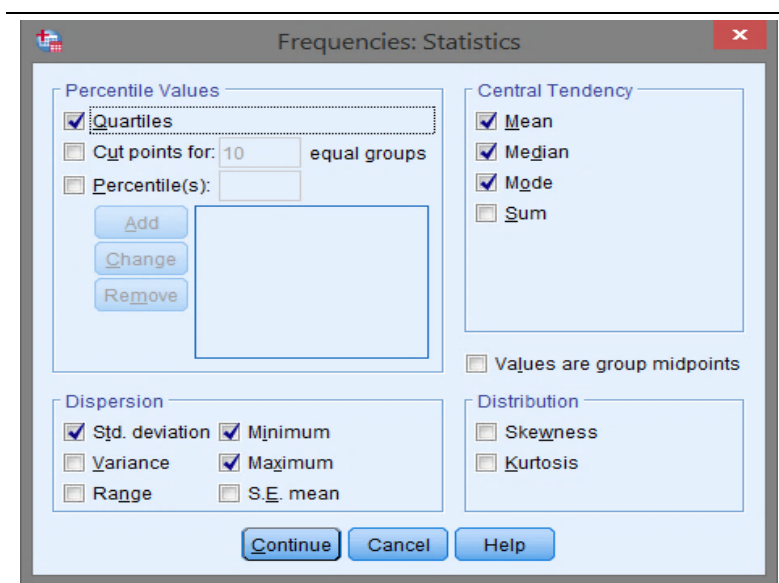 Frequencies: Statistics
Percentile Values
Quartiles
Cut points for: 10 equal groups
Percentile(s):
Add
Change
Remove
Central Tendency
Mean
Median
Mode
Sum
Values are group midpoints
Dispersion
Std. deviation Minimum
Variance Maximum
Range S.E. mean
Distribution
Skewness
Kurtosis
Continue Cancel Help